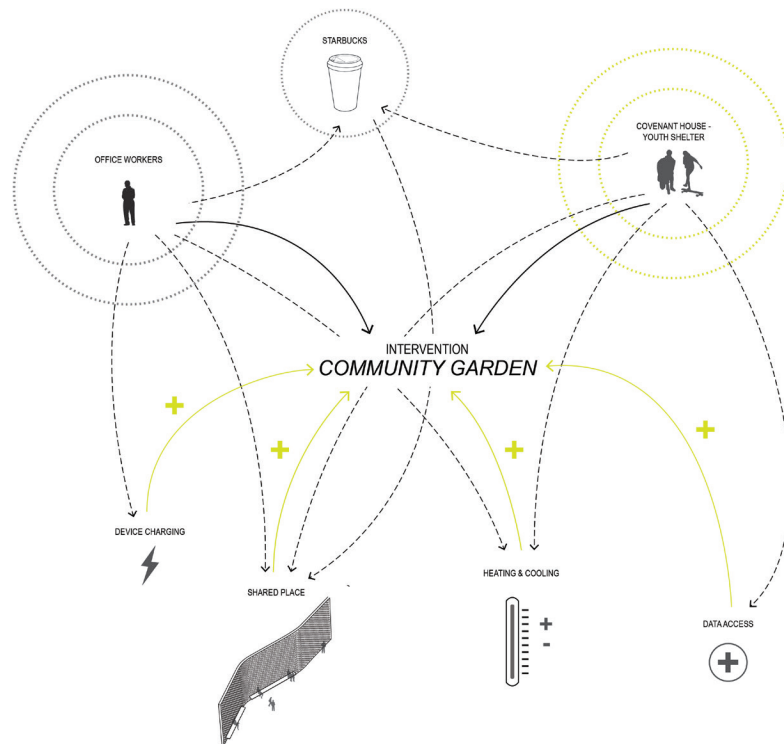 STARBUCKS
COVENANT HOUSE -
YOUTH SHELTER
OFFICE WORKERS
INTERVENTION
COMMUNITY GARDEN
DEVICE CHARGING
SHARED PLACE
HEATING & COOLING
DATA ACCESS